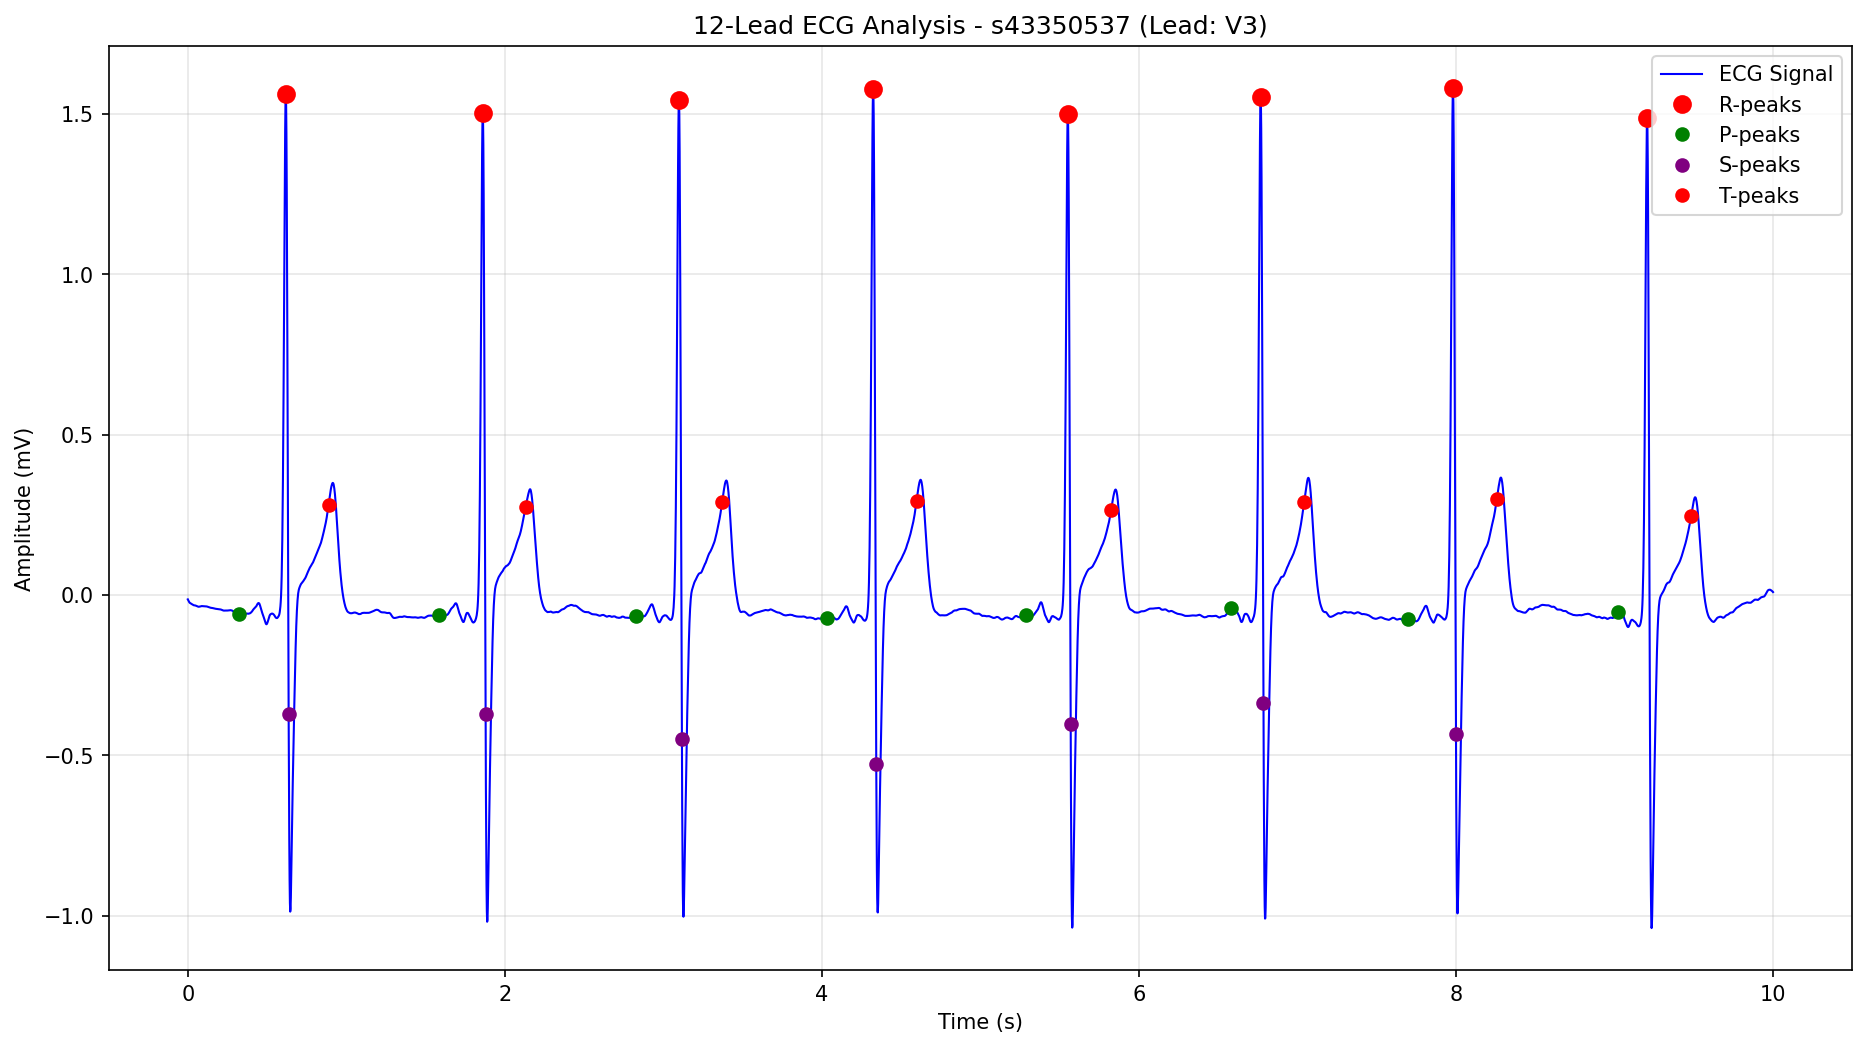 12-Lead ECG Analysis - s43350537 (Lead: V3)
ECG Signal
R-peaks
P-peaks
S-peaks
T-peaks
1.5
1.0
0.5
0.0
−0.5
−1.0
Amplitude (mV)
0 2 4 6 8 10
Time (s)